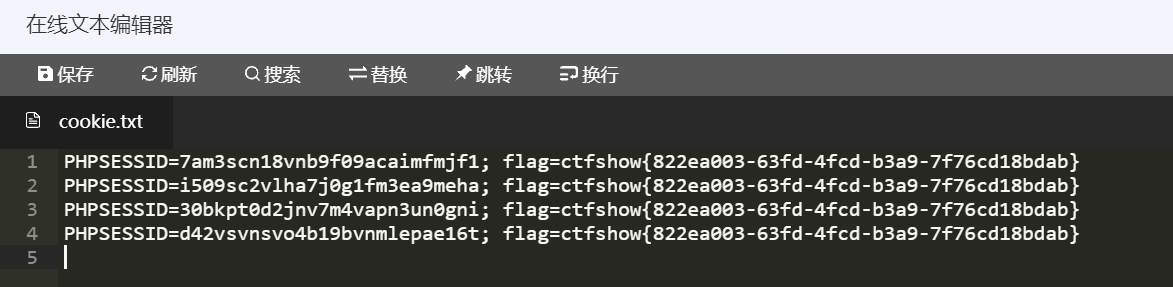 在线文本编辑器
保存 刷新 搜索 替换 跳转 换行
cookie.txt
1 PHPSESSID=7am3scn18vnb9f09acaimfmjf1; flag=ctfshow{822ea003-63fd-4fcd-b3a9-7f76cd18bdab}
2 PHPSESSID=i509sc2vlha7j0g1fm3ea9meha; flag=ctfshow{822ea003-63fd-4fcd-b3a9-7f76cd18bdab}
3 PHPSESSID=30bkpt0d2jnv7m4vapn3un0gni; flag=ctfshow{822ea003-63fd-4fcd-b3a9-7f76cd18bdab}
4 PHPSESSID=d42vsvnsvo4b19bvnmlepae16t; flag=ctfshow{822ea003-63fd-4fcd-b3a9-7f76cd18bdab}
5